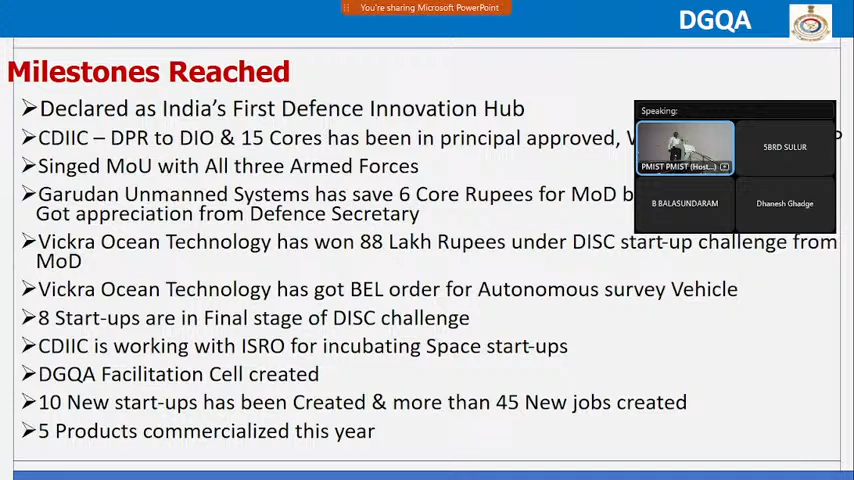 You're sharing Microsoft PowerPoint
DGQA
Milestones Reached
➢Declared as India's First Defence Innovation Hub
➢CDIIC – DPR to DIO & 15 Cores has been in principal approved,
➢Singed MoU with All three Armed Forces
➢Garudan Unmanned Systems has save 6 Core Rupees for MoD
Got appreciation from Defence Secretary
➢Vickra Ocean Technology has won 88 Lakh Rupees under DISC start-up challenge from
MoD
➢Vickra Ocean Technology has got BEL order for Autonomous survey Vehicle
➢8 Start-ups are in Final stage of DISC challenge
➢CDIIC is working with ISRO for incubating Space start-ups
➢DGQA Facilitation Cell created
➢10 New start-ups has been Created & more than 45 New jobs created
➢5 Products commercialized this year
Speaking:
PMIST PMIST (Host...)
5BRD SULUR
B BALASUNDARAM
Dhanesh Ghadge